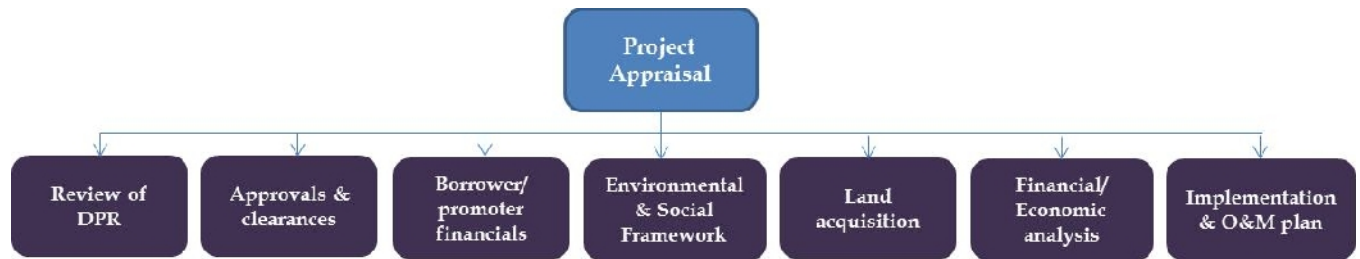 Project
Appraisal
Review of
DPR
Approvals &
clearances
Borrower/
promoter
financials
Environmental
& Social
Framework
Land
acquisition
Financial/
Economic
analysis
Implementation
& O&M plan